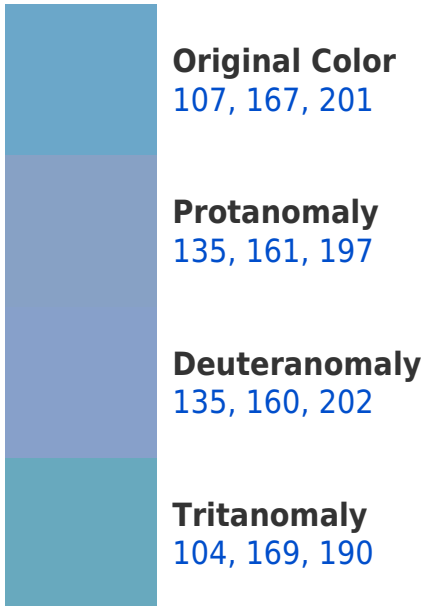 Original Color
107, 167, 201
Protanomaly
135, 161, 197
Deuteranomaly
135, 160, 202
Tritanomaly
104, 169, 190